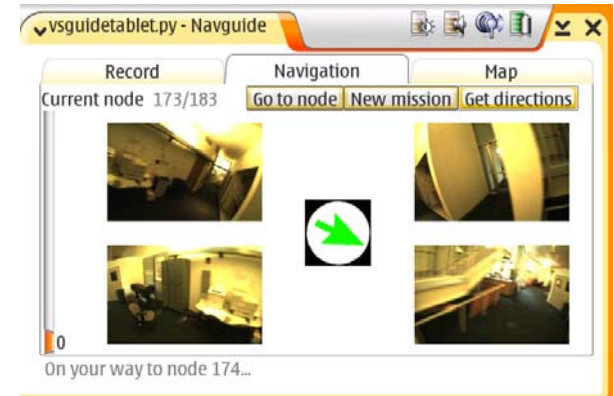 vsguidetablet.py - Navguide
Record Navigation Map
Current node 173/183 Go to node New mission Get directions
0
On your way to node 174...